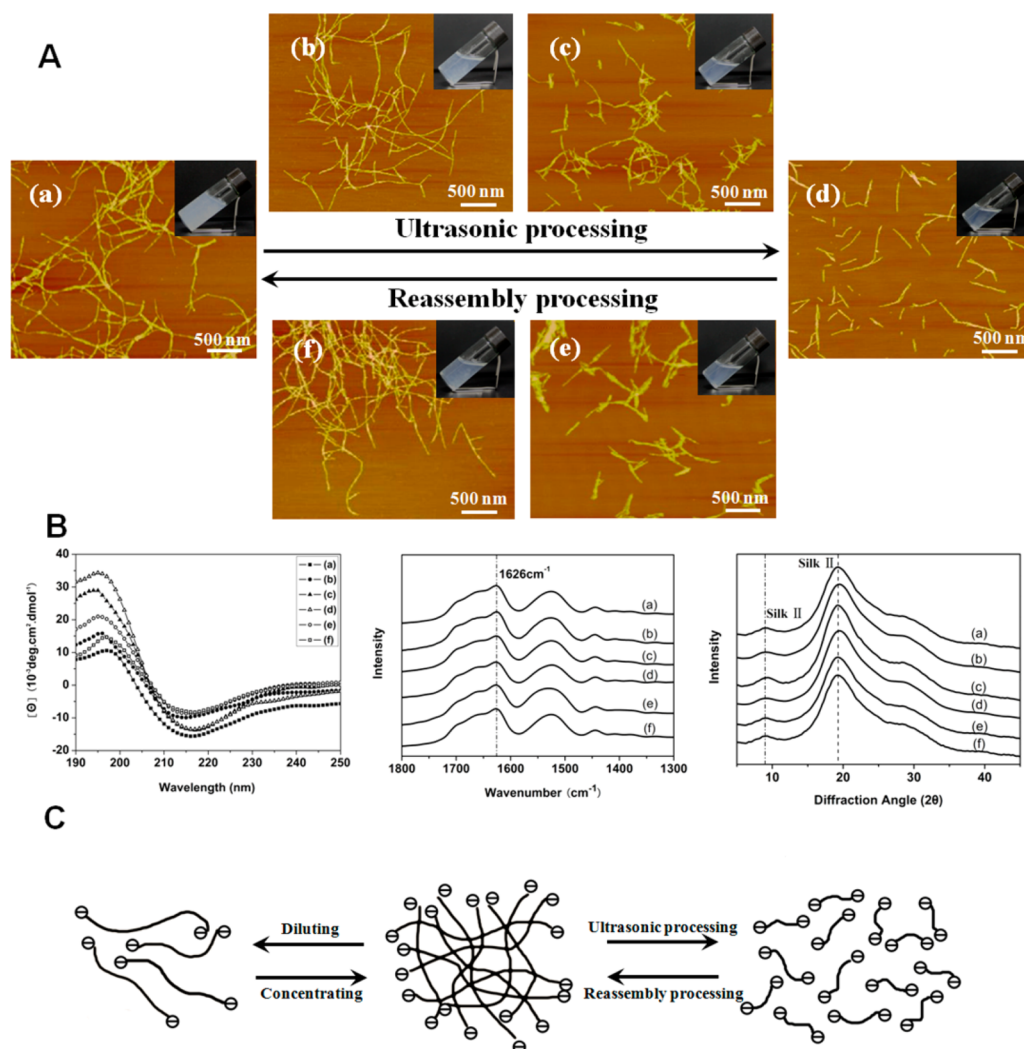 A
(b)
500 nm
(c)
500 nm
(a)
500 nm
(d)
500 nm
Ultrasonic processing
Reassembly processing
(f)
500 nm
(e)
500 nm
B
[Θ] (10⁻³deg.cm².dmol⁻¹)
40
30
20
10
0
-10
-20
190 200 210 220 230 240 250
Wavelength (nm)
(a)
(b)
(c)
(d)
(e)
(f)
Intensity
1626cm⁻¹
(a)
(b)
(c)
(d)
(e)
(f)
1800 1700 1600 1500 1400 1300
Wavenumber (cm⁻¹)
Intensity
Silk II
Silk II
(a)
(b)
(c)
(d)
(e)
(f)
10 20 30 40
Diffraction Angle (2θ)
C
Diluting
Concentrating
Ultrasonic processing
Reassembly processing